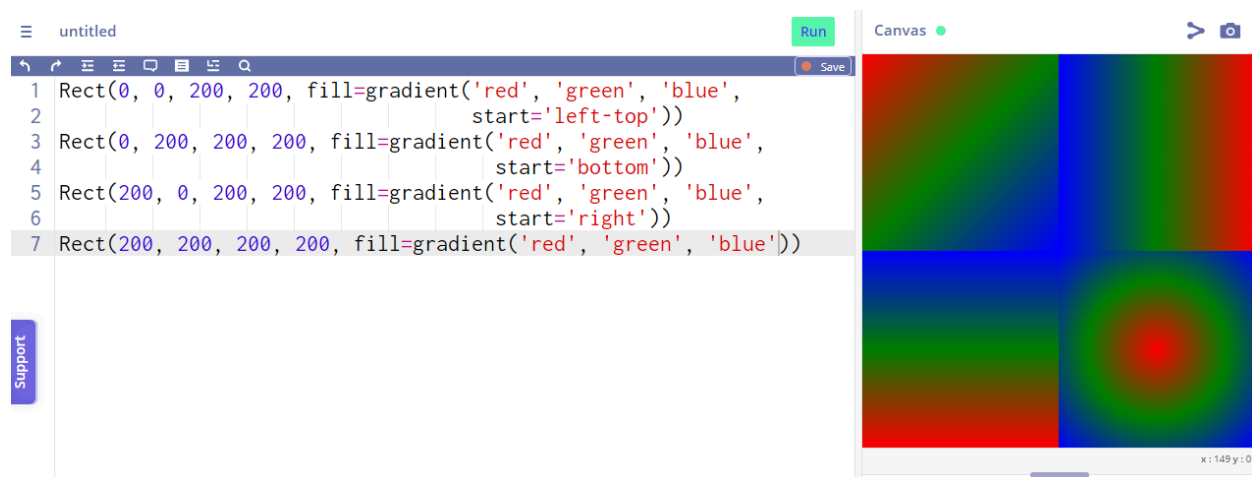 untitled
Run
Canvas
Save
1 Rect(0, 0, 200, 200, fill=gradient('red', 'green', 'blue',
2 start='left-top'))
3 Rect(0, 200, 200, 200, fill=gradient('red', 'green', 'blue',
4 start='bottom'))
5 Rect(200, 0, 200, 200, fill=gradient('red', 'green', 'blue',
6 start='right'))
7 Rect(200, 200, 200, 200, fill=gradient('red', 'green', 'blue'))
Support
x : 149 y : 0